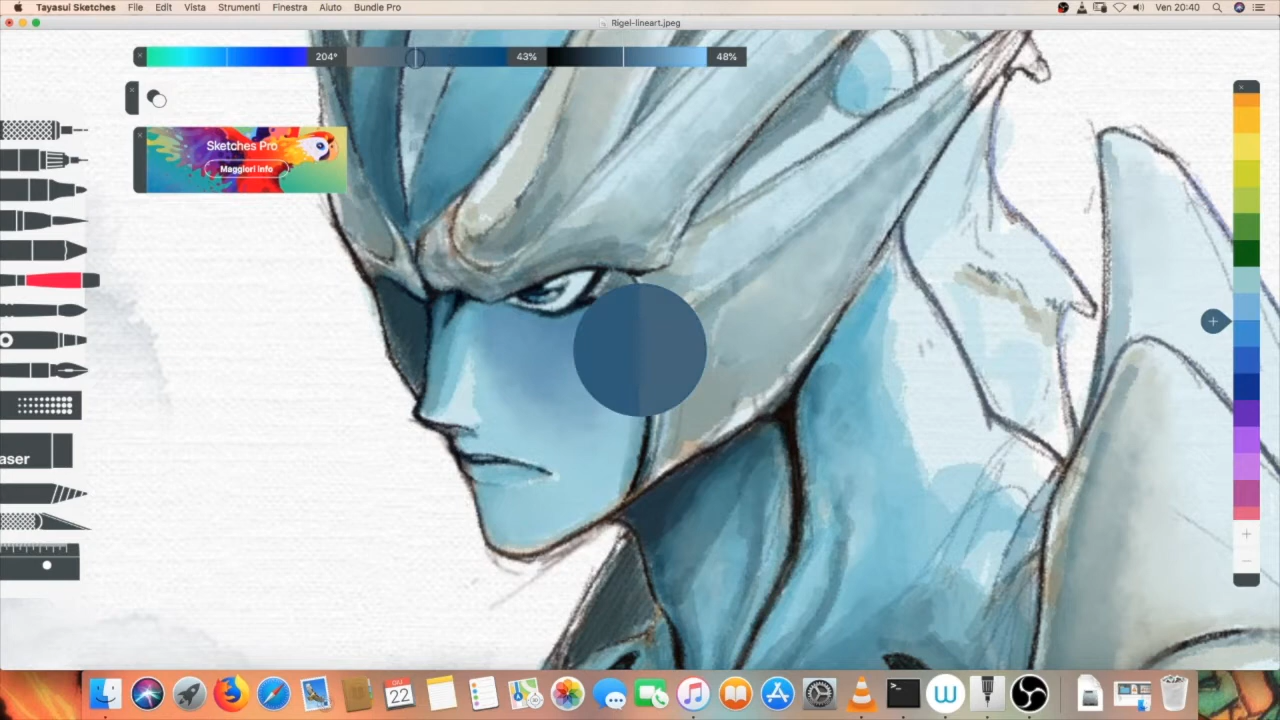 Tayasui Sketches File Edit Vista Strumenti Finestra Aiuto Bundle Pro Ven 20:40
Rigel-lineart.jpeg
204° 43% 48%
Sketches Pro
Maggiori info
aser
GIU
22